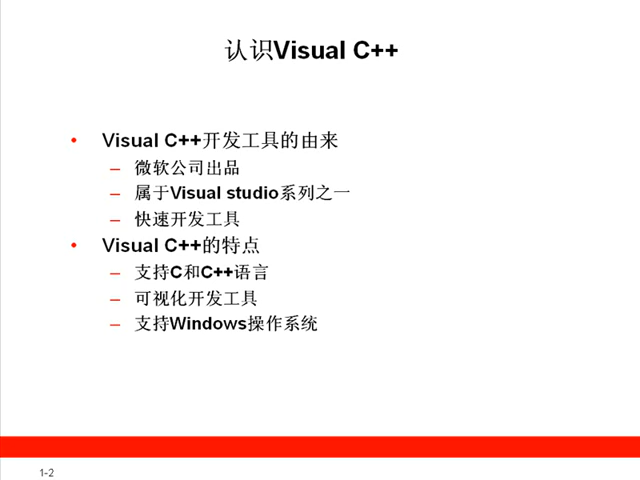 认识Visual C++
• Visual C++开发工具的由来
– 微软公司出品
– 属于Visual studio系列之一
– 快速开发工具
• Visual C++的特点
– 支持C和C++语言
– 可视化开发工具
– 支持Windows操作系统
1-2